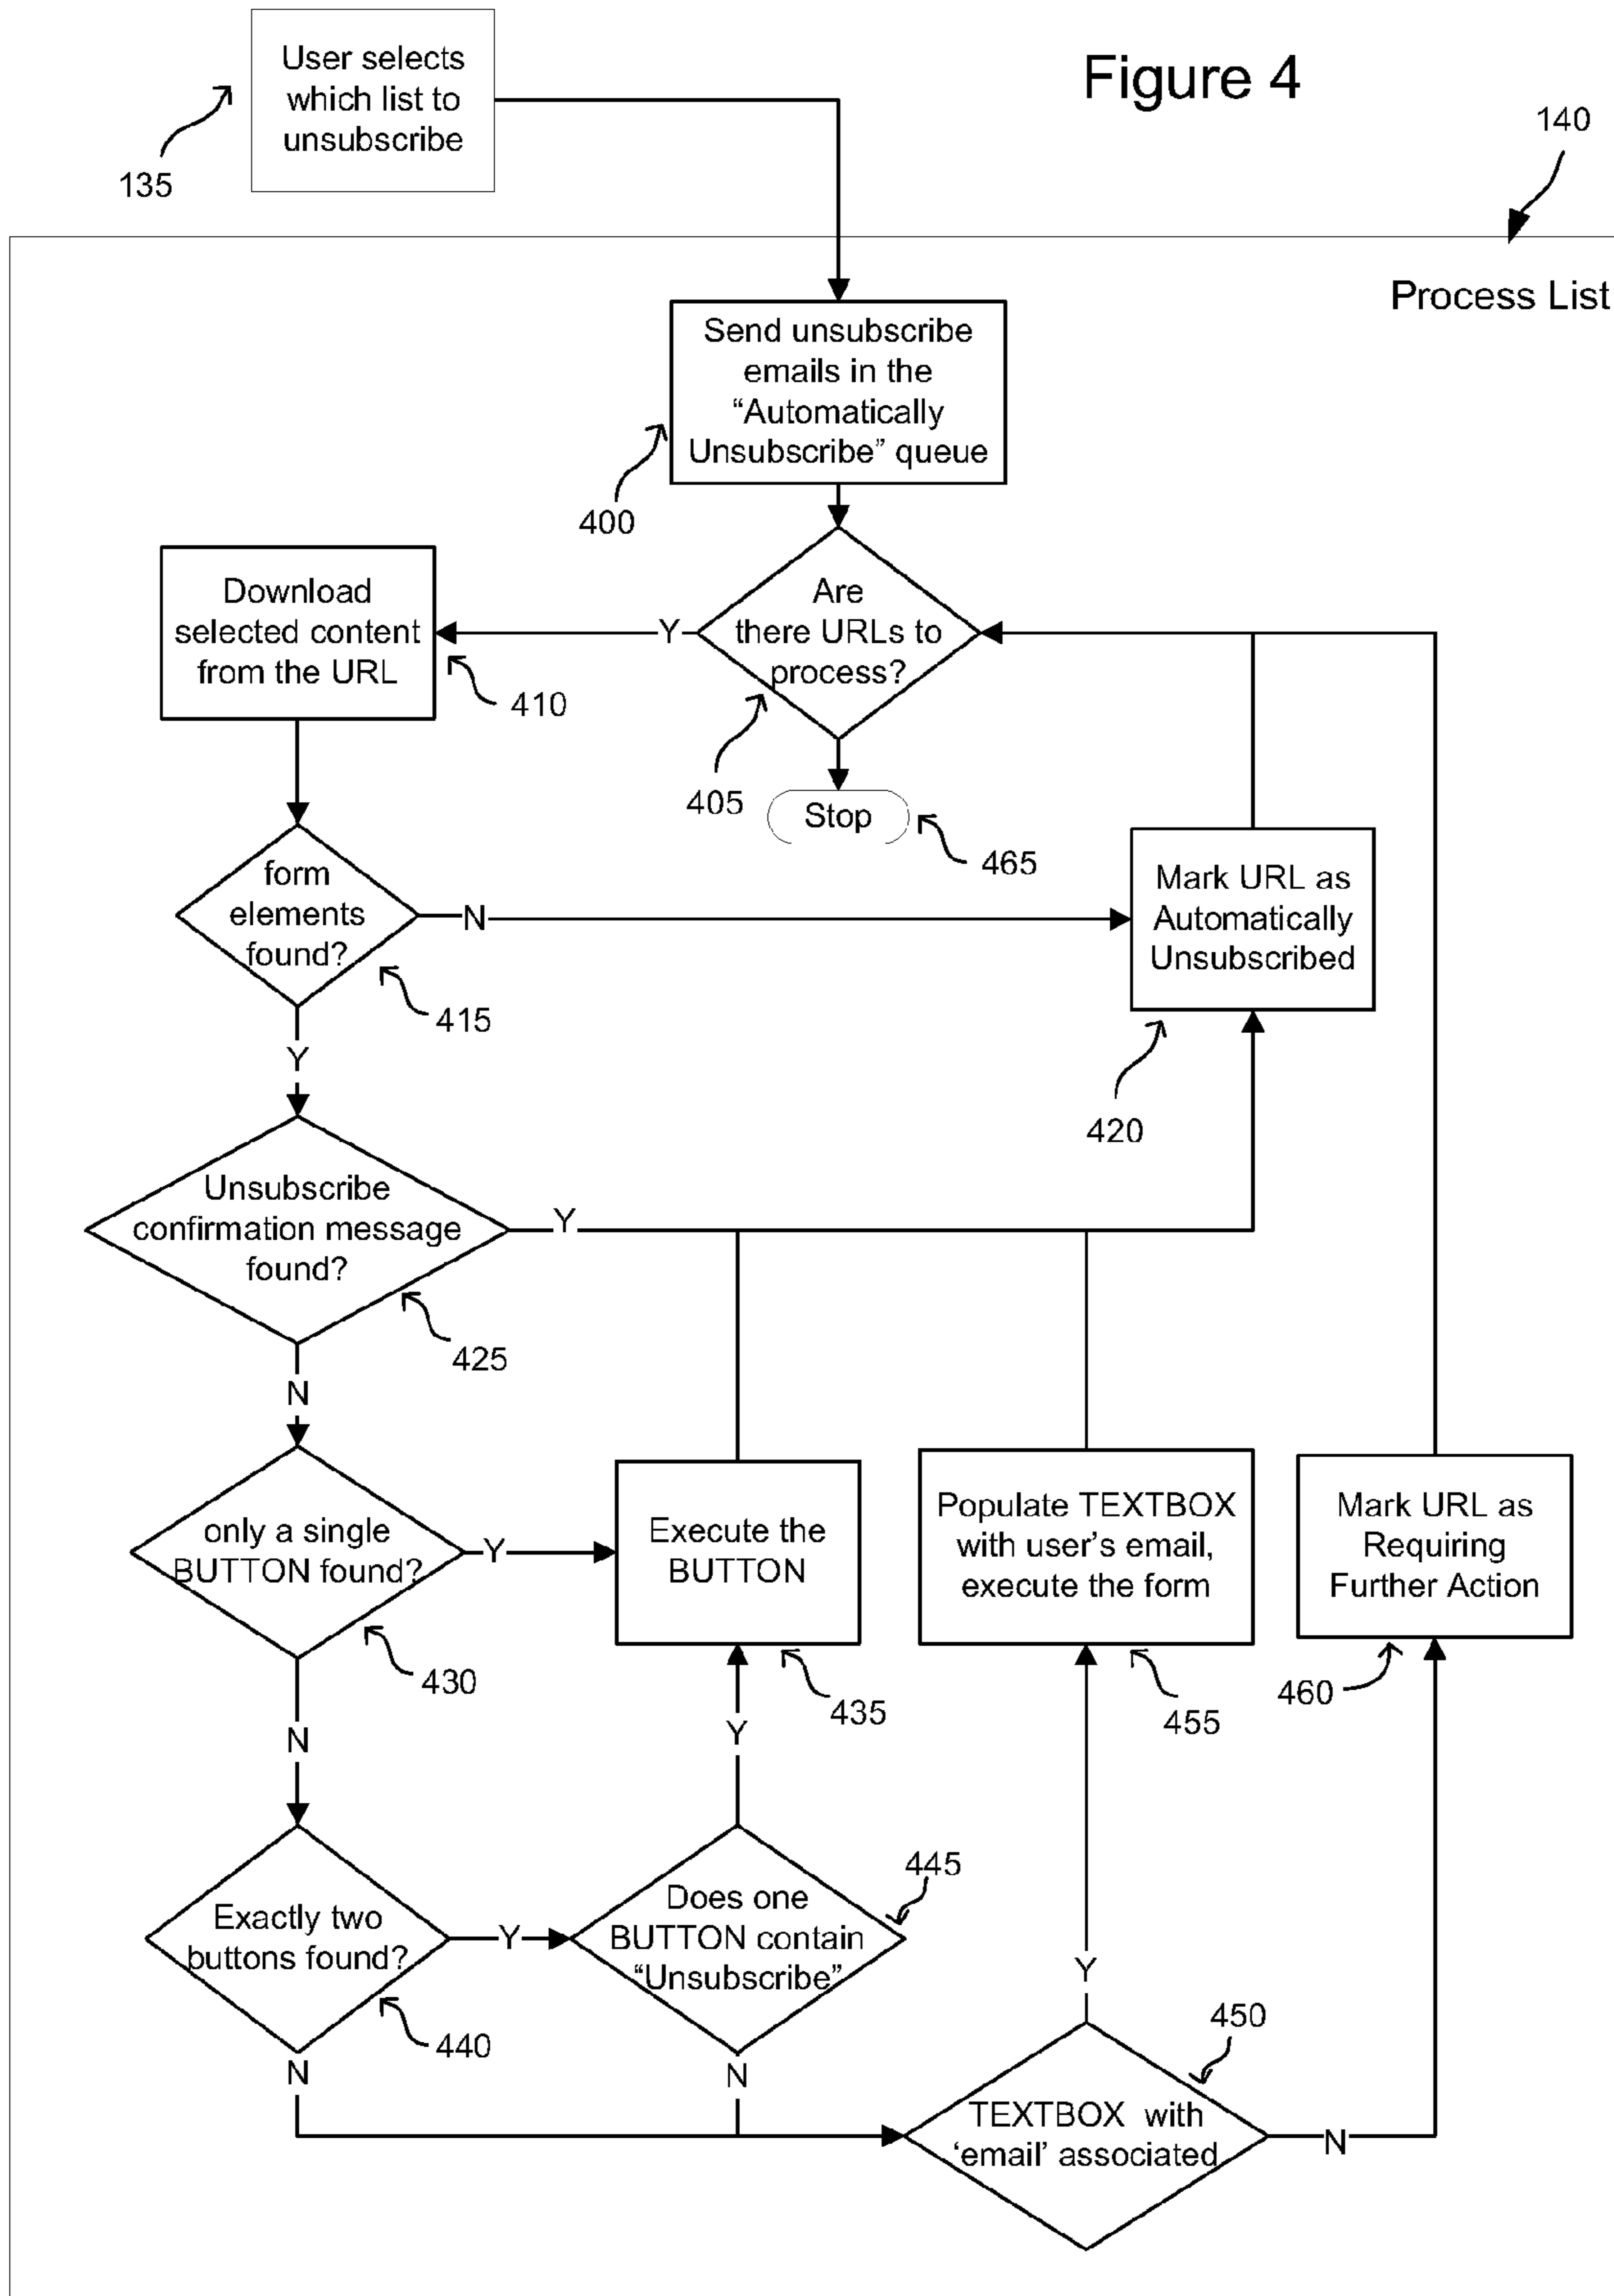 Figure 4
User selects
which list to
unsubscribe
135
140
Process List
Send unsubscribe
emails in the
“Automatically
Unsubscribe” queue
400
Are
there URLs to
process?
Y
405
Download
selected content
from the URL
410
Stop
465
form
elements
found?
N
415
Y
Mark URL as
Automatically
Unsubscribed
420
Unsubscribe
confirmation message
found?
Y
425
N
only a single
BUTTON found?
Y
430
N
Execute the
BUTTON
435
Y
Populate TEXTBOX
with user’s email,
execute the form
455
Mark URL as
Requiring
Further Action
460
Exactly two
buttons found?
Y
440
N
Does one
BUTTON contain
“Unsubscribe”
445
N
Y
450
TEXTBOX with
‘email’ associated
N